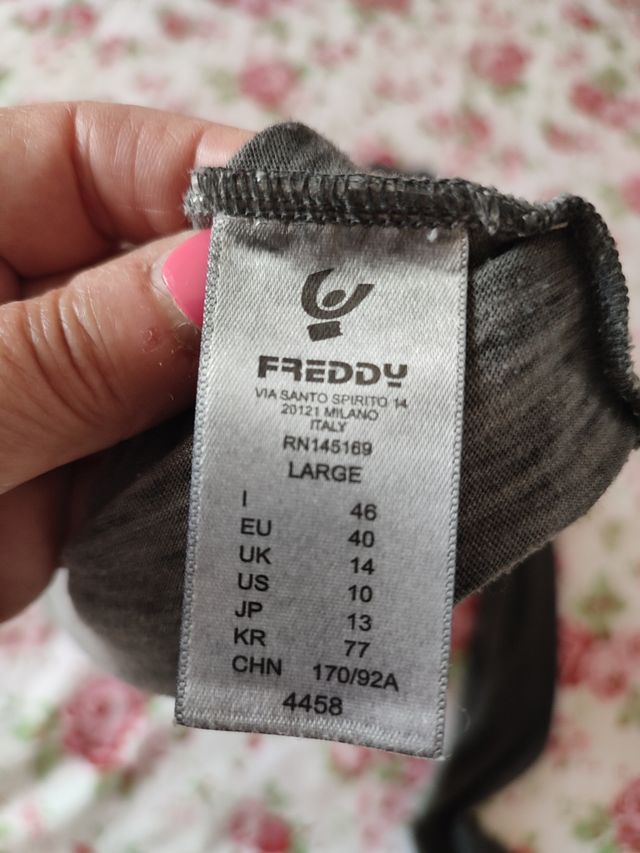 FREDDY
VIA SANTO SPIRITO 14
20121 MILANO
ITALY
RN145169
LARGE
I 46
EU 40
UK 14
US 10
JP 13
KR 77
CHN 170/92A
4458